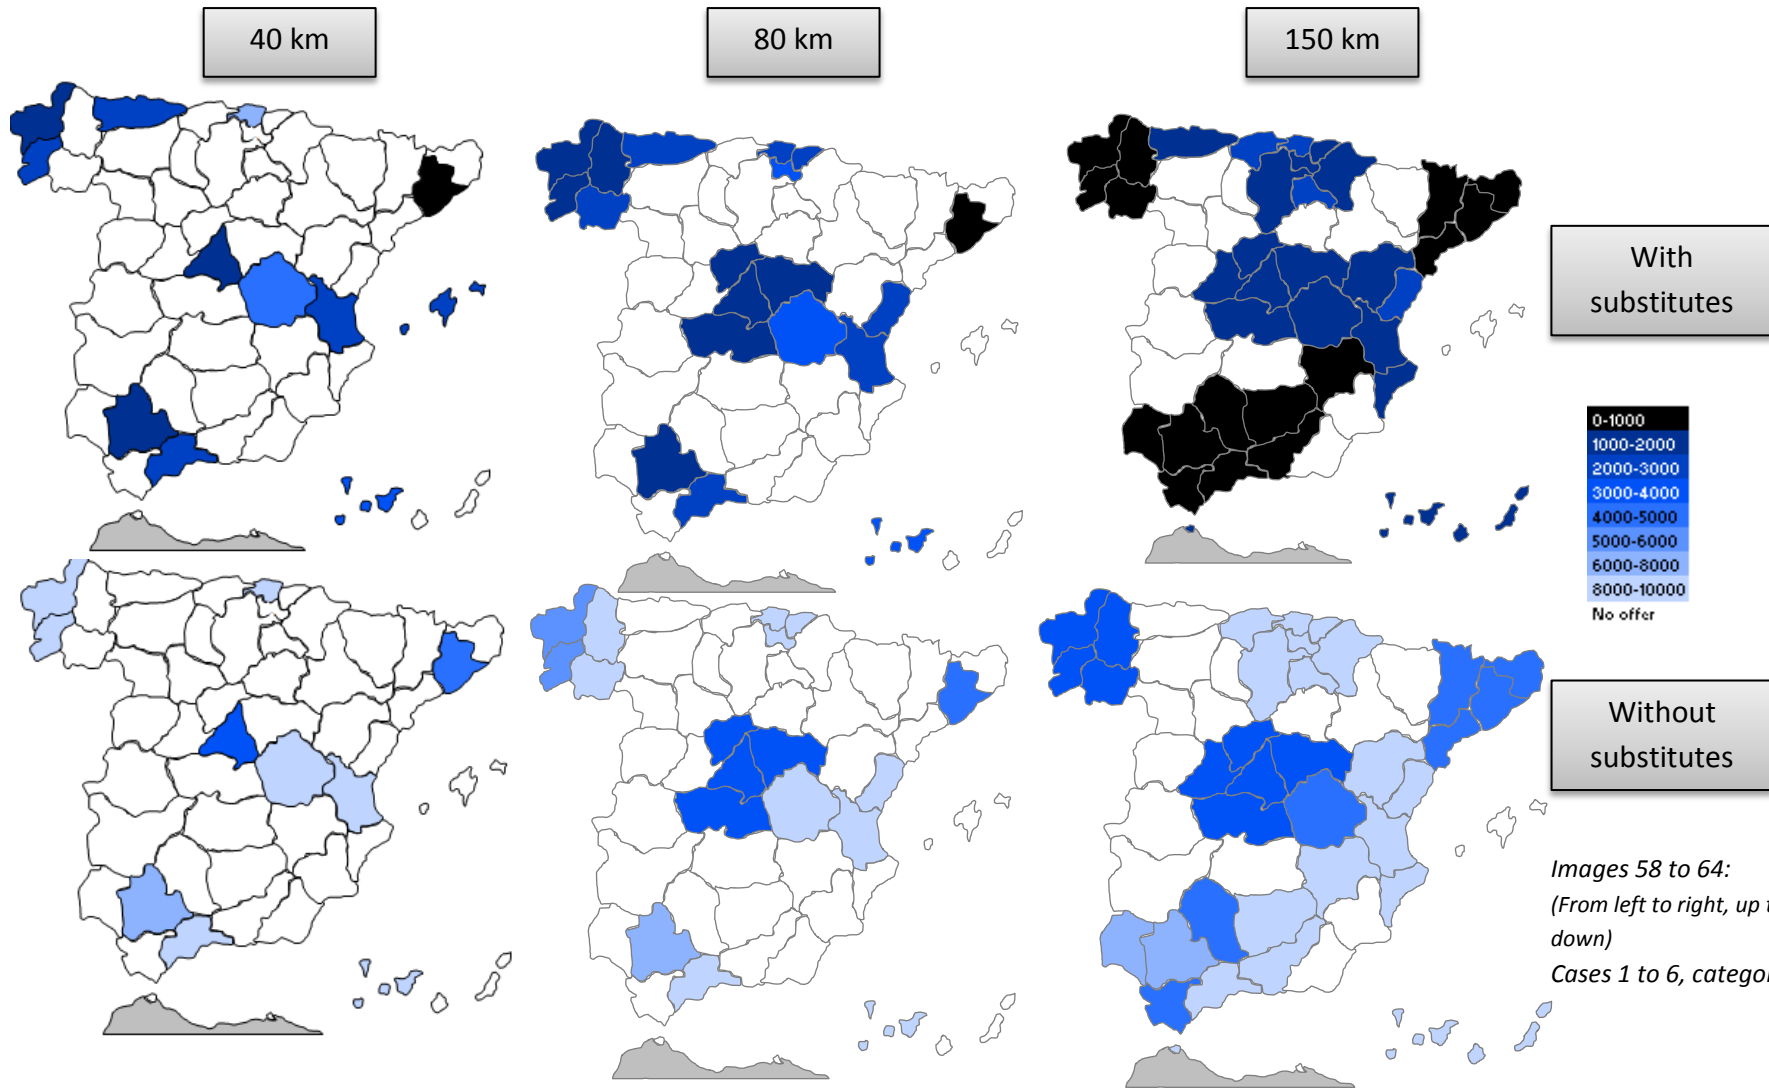 40 km
80 km
150 km
With
substitutes
0-1000
1000-2000
2000-3000
3000-4000
4000-5000
5000-6000
6000-8000
8000-10000
No offer
Without
substitutes
Images 58 to 64:
(From left to right, up
down)
Cases 1 to 6,